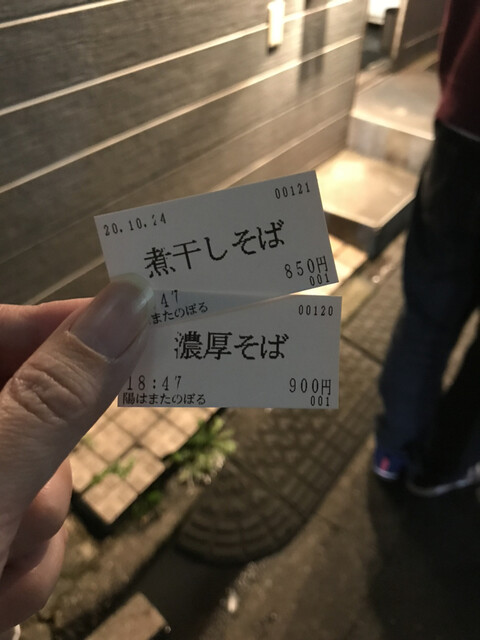 00121
20.10.24
煮干しそば
850円
:47
001
はまたのぼる
00120
濃厚そば
18:47
900円
陽はまたのぼる
001